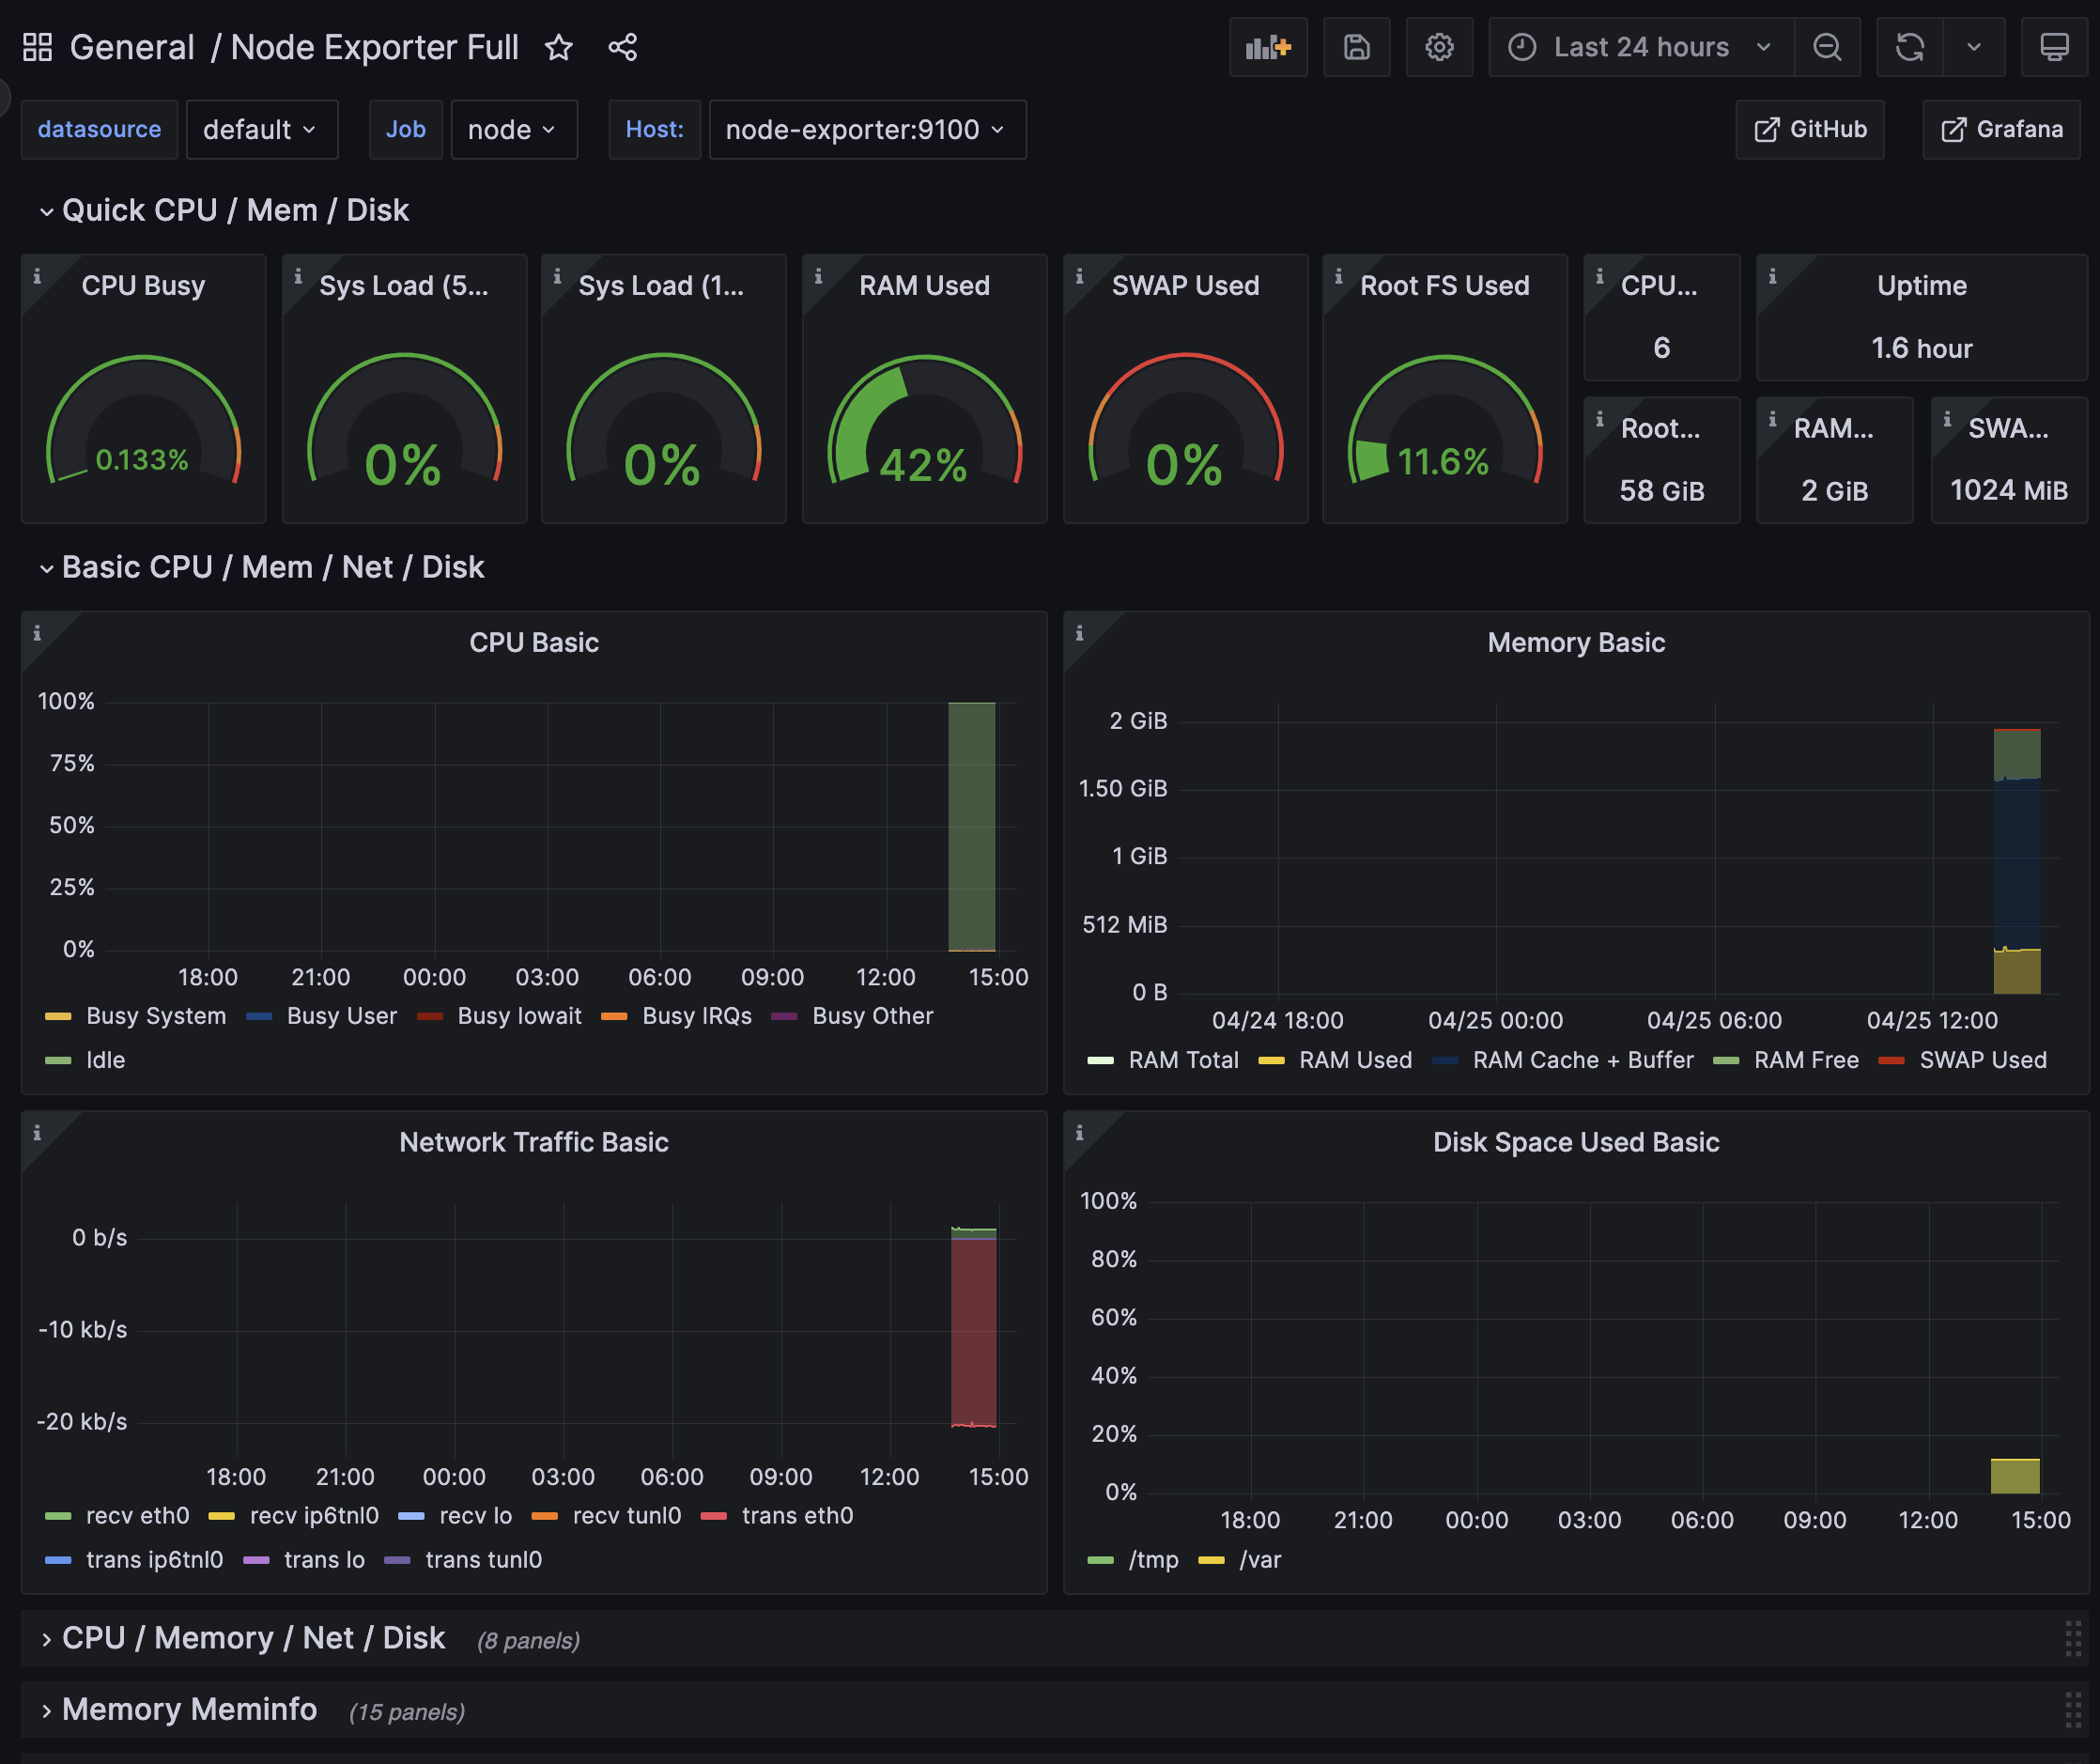 General / Node Exporter Full
Last 24 hours
datasource default Job node Host: node-exporter:9100 GitHub Grafana
Quick CPU / Mem / Disk
CPU Busy
0.133%
Sys Load (5...
0%
Sys Load (1...
0%
RAM Used
42%
SWAP Used
0%
Root FS Used
11.6%
CPU...
6
Uptime
1.6 hour
Root...
58 GiB
RAM...
2 GiB
SWA...
1024 MiB
Basic CPU / Mem / Net / Disk
CPU Basic
100%
75%
50%
25%
0%
18:00 21:00 00:00 03:00 06:00 09:00 12:00 15:00
Busy System Busy User Busy Iowait Busy IRQs Busy Other
Idle
Memory Basic
2 GiB
1.50 GiB
1 GiB
512 MiB
0 B
04/24 18:00 04/25 00:00 04/25 06:00 04/25 12:00
RAM Total RAM Used RAM Cache + Buffer RAM Free SWAP Used
Network Traffic Basic
0 b/s
-10 kb/s
-20 kb/s
18:00 21:00 00:00 03:00 06:00 09:00 12:00 15:00
recv eth0 recv ip6tnl0 recv lo recv tunl0 trans eth0
trans ip6tnl0 trans lo trans tunl0
Disk Space Used Basic
100%
80%
60%
40%
20%
0%
18:00 21:00 00:00 03:00 06:00 09:00 12:00 15:00
/tmp /var
CPU / Memory / Net / Disk (8 panels)
Memory Meminfo (15 panels)